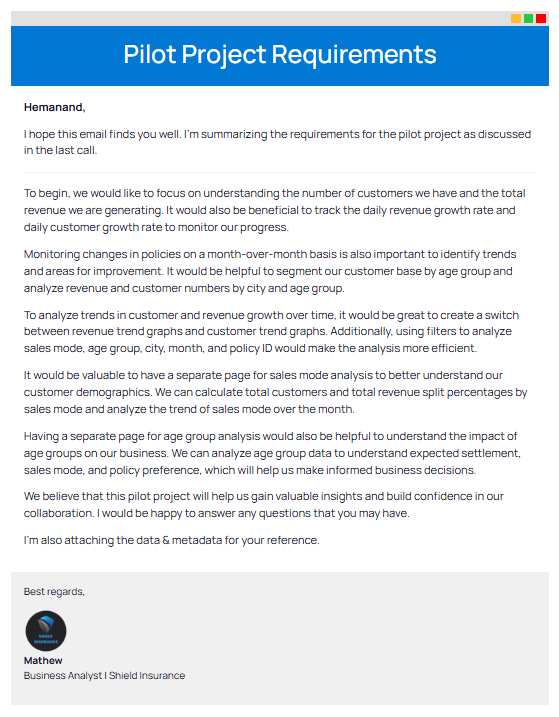 Pilot Project Requirements
Hemanand,
I hope this email finds you well. I'm summarizing the requirements for the pilot project as discussed
in the last call.
To begin, we would like to focus on understanding the number of customers we have and the total
revenue we are generating. It would also be beneficial to track the daily revenue growth rate and
daily customer growth rate to monitor our progress.
Monitoring changes in policies on a month-over-month basis is also important to identify trends
and areas for improvement. It would be helpful to segment our customer base by age group and
analyze revenue and customer numbers by city and age group.
To analyze trends in customer and revenue growth over time, it would be great to create a switch
between revenue trend graphs and customer trend graphs. Additionally, using filters to analyze
sales mode, age group, city, month, and policy ID would make the analysis more efficient.
It would be valuable to have a separate page for sales mode analysis to better understand our
customer demographics. We can calculate total customers and total revenue split percentages by
sales mode and analyze the trend of sales mode over the month.
Having a separate page for age group analysis would also be helpful to understand the impact of
age groups on our business. We can analyze age group data to understand expected settlement,
sales mode, and policy preference, which will help us make informed business decisions.
We believe that this pilot project will help us gain valuable insights and build confidence in our
collaboration. I would be happy to answer any questions that you may have.
I'm also attaching the data & metadata for your reference.
Best regards,
SHIELD
INSURANCE
Mathew
Business Analyst | Shield Insurance